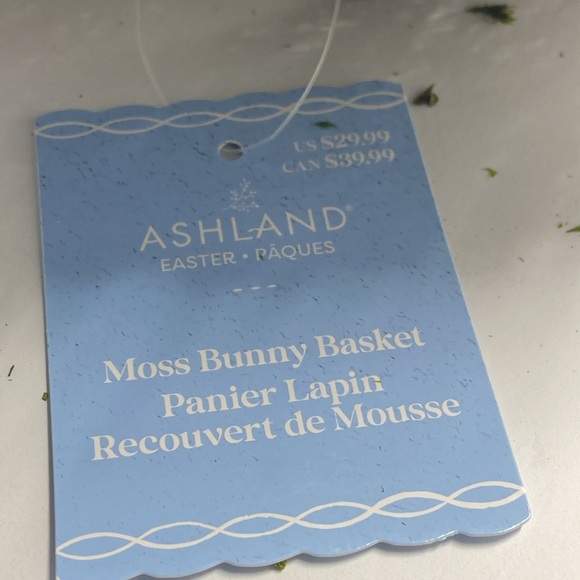 US $29.99
CAN $39.99
ASHLAND®
EASTER • PÂQUES
Moss Bunny Basket
Panier Lapin
Recouvert de Mousse